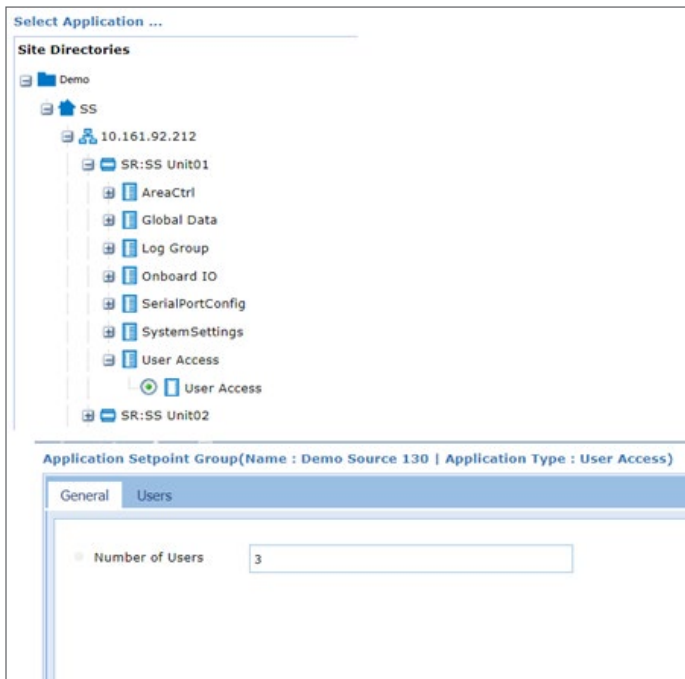 Select Application ...
Site Directories
Demo
SS
10.161.92.212
SR:SS Unit01
AreaCtrl
Global Data
Log Group
Onboard IO
SerialPortConfig
SystemSettings
User Access
User Access
SR:SS Unit02
Application Setpoint Group(Name : Demo Source 130 | Application Type : User Access)
General Users
Number of Users 3